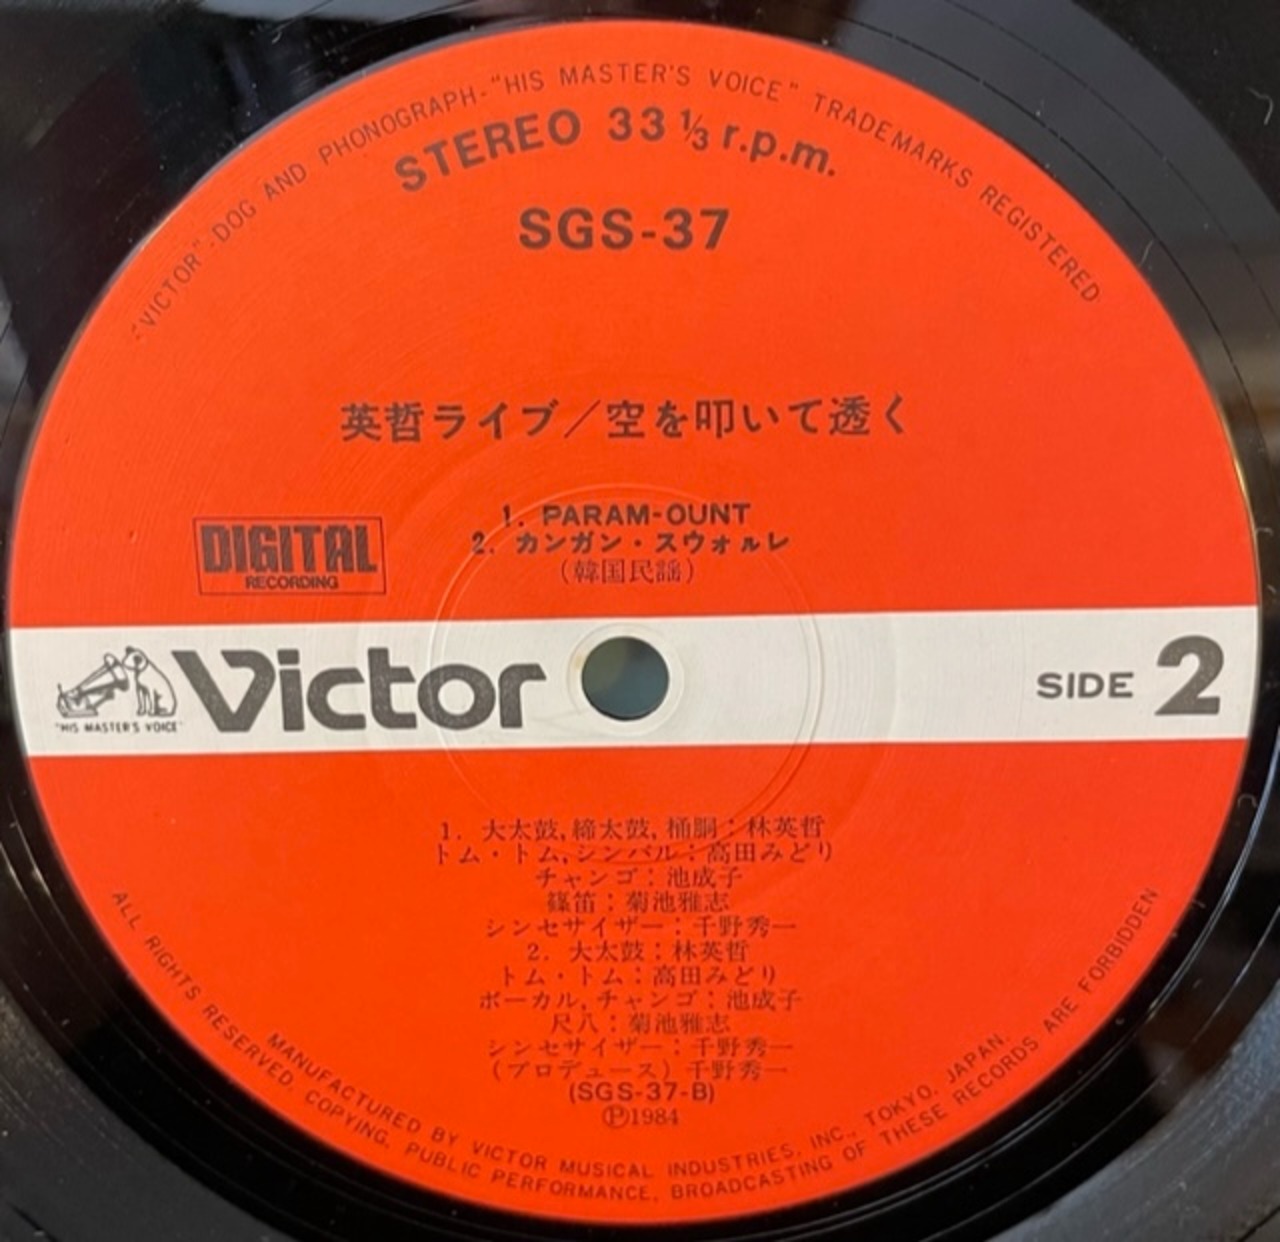 "VICTOR"-DOG AND PHONOGRAPH-"HIS MASTER'S VOICE" TRADEMARKS REGISTERED
STEREO 33 1/3 r.p.m.
SGS-37
英哲ライブ/空を叩いて透く
1. PARAM-OUNT
2. カンガン・スウォルレ
(韓国民謡)
DIGITAL
RECORDING
"HIS MASTER'S VOICE"
Victor
SIDE 2
1. 大太鼓,締太鼓,桶胴:林英哲
トム・トム,シンバル:高田みどり
チャンゴ:池成子
篠笛:菊池雅志
シンセサイザー:千野秀一
2. 大太鼓:林英哲
トム・トム:高田みどり
ボーカル,チャンゴ:池成子
尺八:菊池雅志
シンセサイザー:千野秀一
(プロデュース)千野秀一
(SGS-37-B)
Ⓟ1984
MANUFACTURED BY VICTOR MUSICAL INDUSTRIES, INC., TOKYO, JAPAN.
ALL RIGHTS RESERVED. COPYING, PUBLIC PERFORMANCE, BROADCASTING OF THESE RECORDS ARE FORBIDDEN